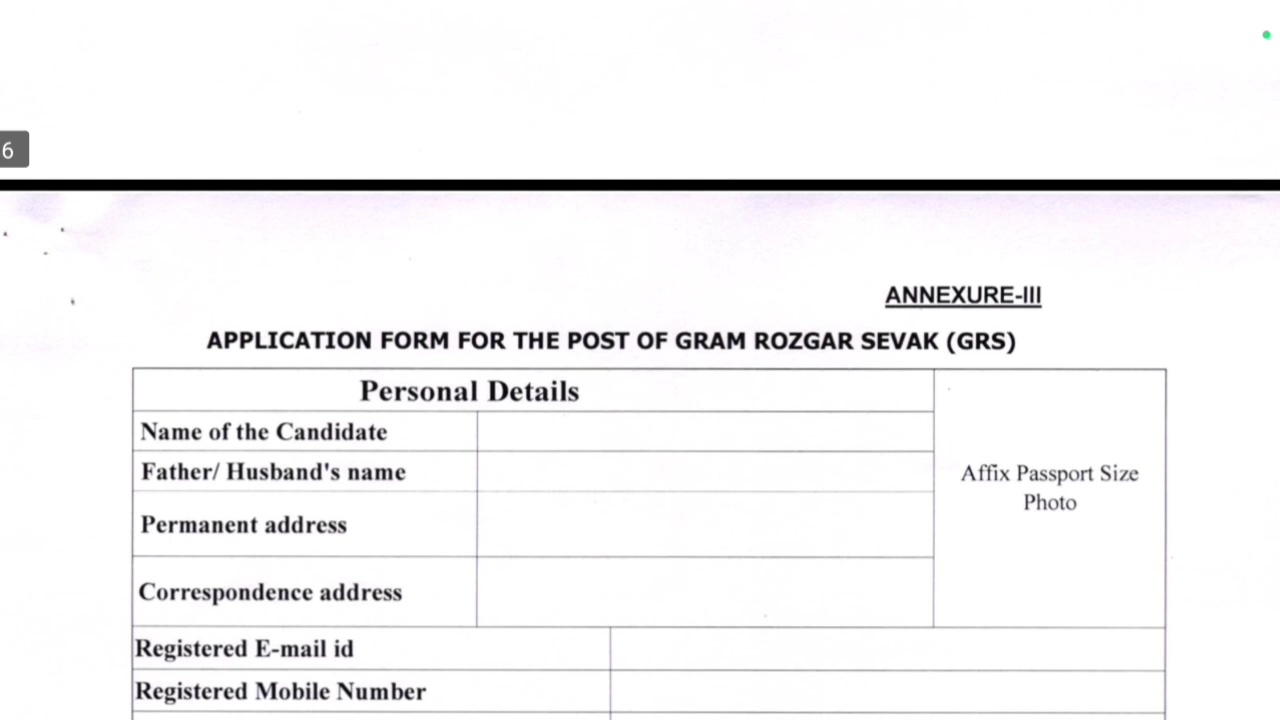 6
ANNEXURE-III
APPLICATION FORM FOR THE POST OF GRAM ROZGAR SEVAK (GRS)
Personal Details
Name of the Candidate
Father/ Husband's name
Affix Passport Size
Photo
Permanent address
Correspondence address
Registered E-mail id
Registered Mobile Number